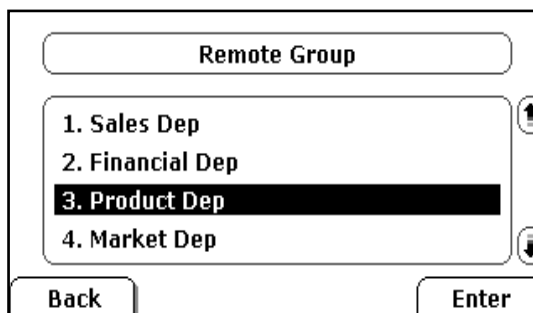 Remote Group
1. Sales Dep
2. Financial Dep
3. Product Dep
4. Market Dep
Back Enter